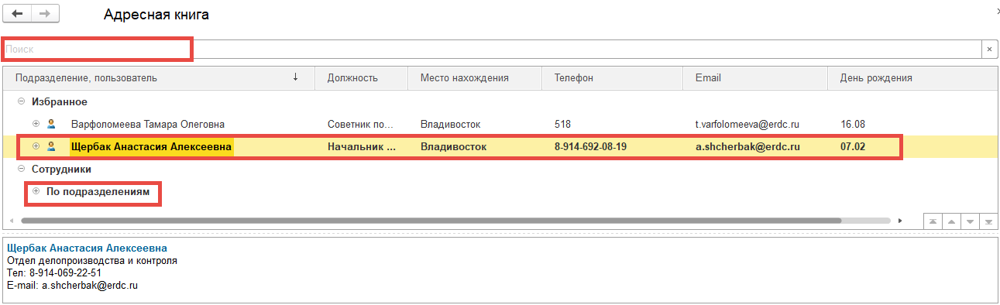 Адресная книга
Поиск
Подразделение, пользователь ↓ Должность Место нахождения Телефон Email День рождения
Избранное
Варфоломеева Тамара Олеговна Советник по... Владивосток 518 t.varfolomeeva@erdc.ru 16.08
Щербак Анастасия Алексеевна Начальник ... Владивосток 8-914-692-08-19 a.shcherbak@erdc.ru 07.02
Сотрудники
По подразделениям
Щербак Анастасия Алексеевна
Отдел делопроизводства и контроля
Тел: 8-914-069-22-51
E-mail: a.shcherbak@erdc.ru